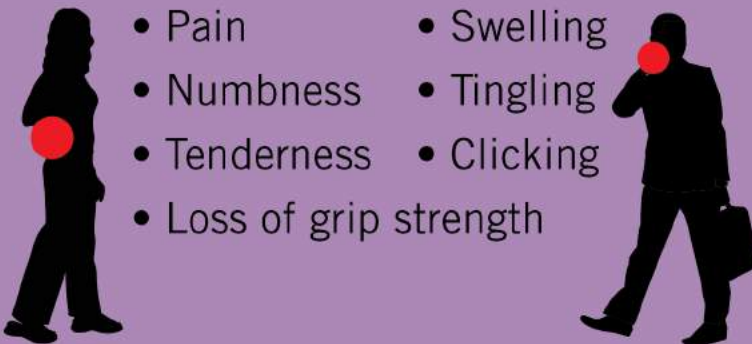 • Pain • Swelling
• Numbness • Tingling
• Tenderness • Clicking
• Loss of grip strength